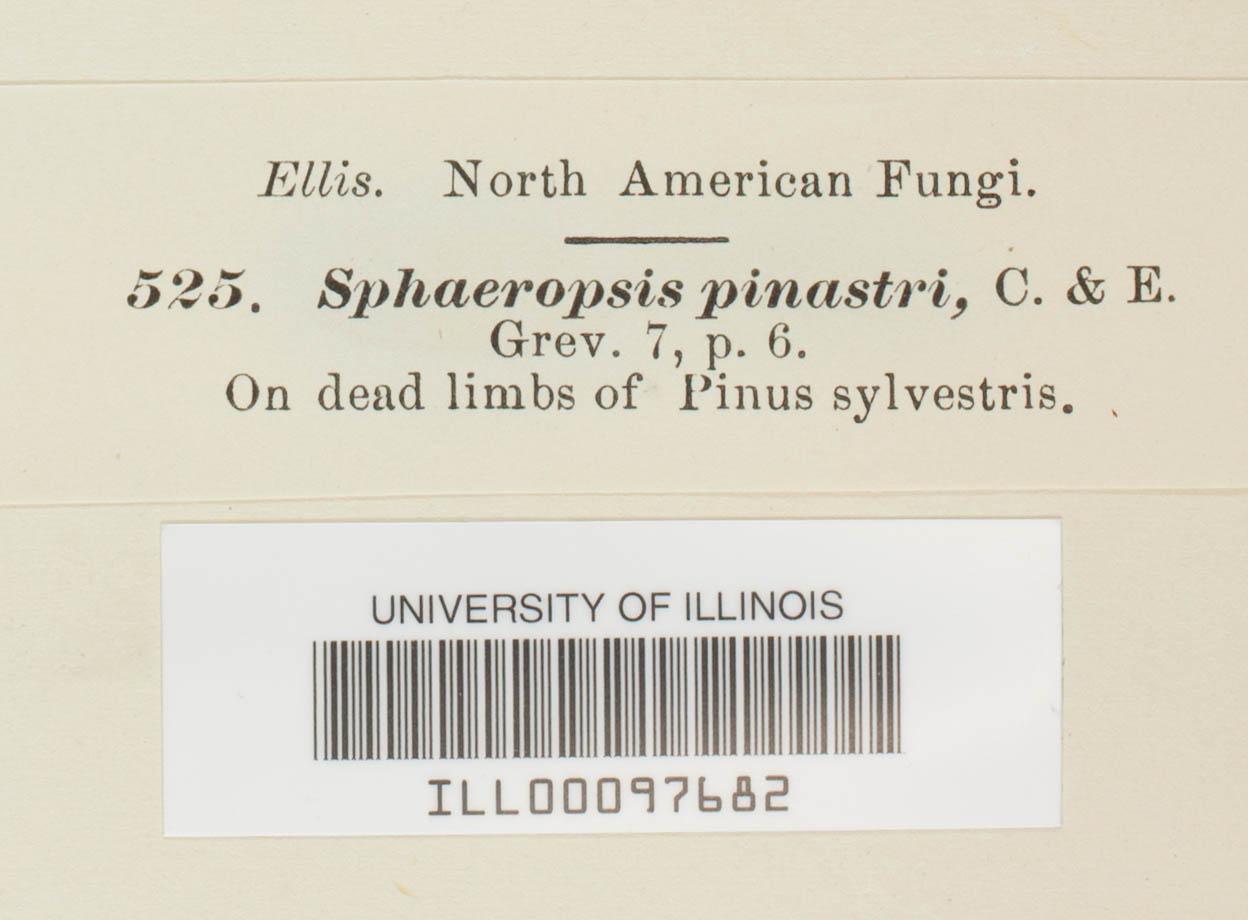 Ellis. North American Fungi.
525. Sphaeropsis pinastri, C. & E.
Grev. 7, p. 6.
On dead limbs of Pinus sylvestris.
UNIVERSITY OF ILLINOIS
ILL00097682